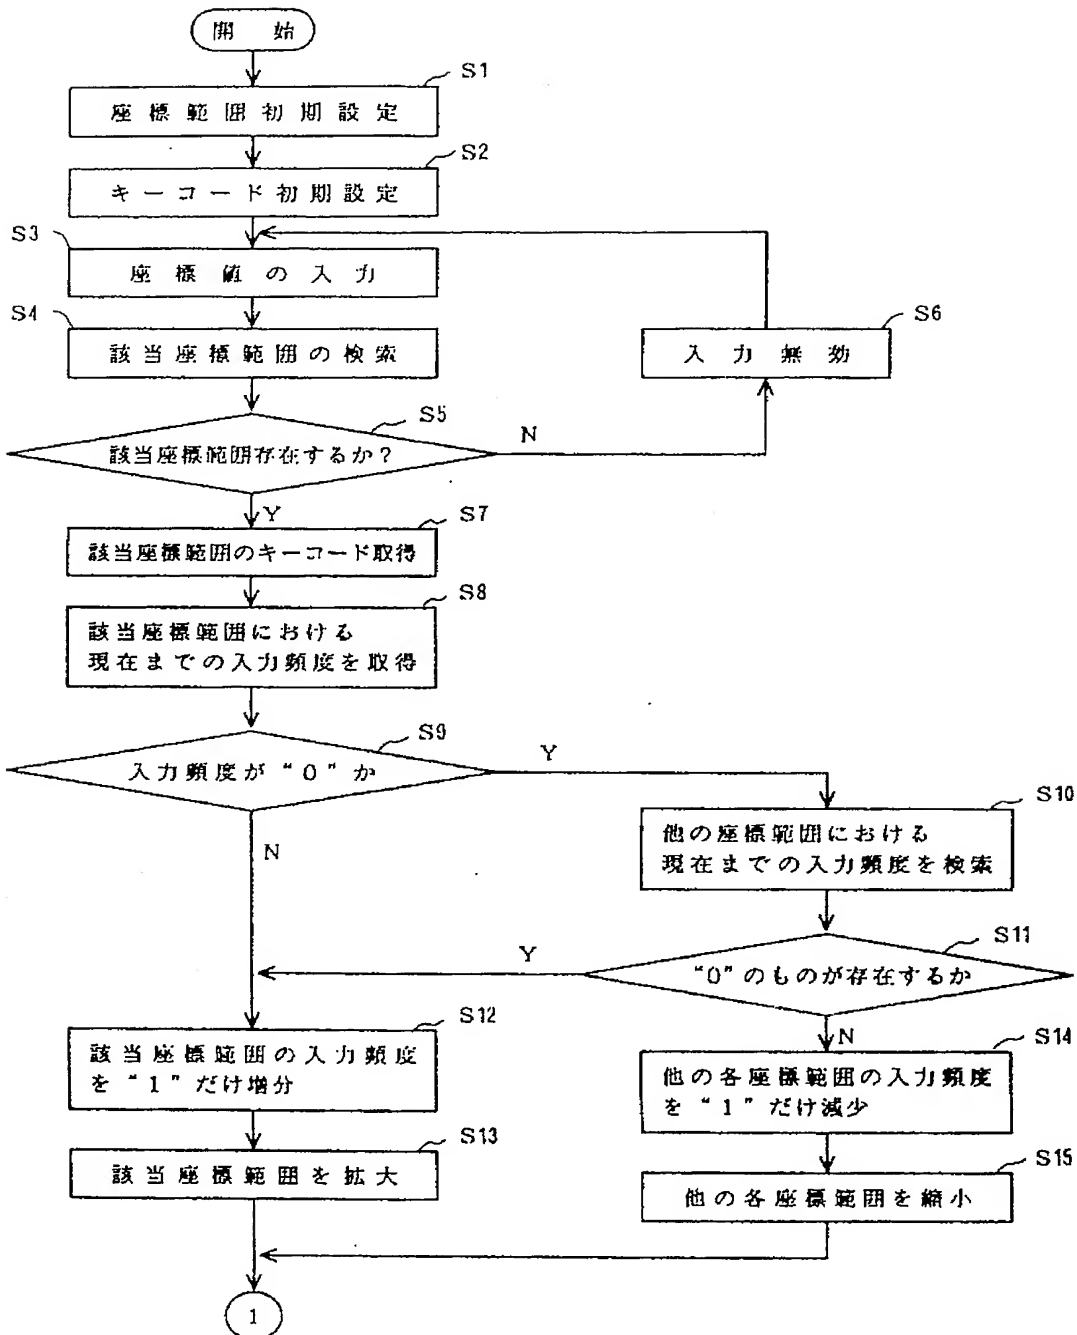 開 始
S1
座標範囲初期設定
S2
キーコード初期設定
S3
座標値の入力
S4
該当座標範囲の検索
S6
入力無効
S5
該当座標範囲存在するか?
N
Y
S7
該当座標範囲のキーコード取得
S8
該当座標範囲における
現在までの入力頻度を取得
S9
入力頻度が“0”か
Y
N
S10
他の座標範囲における
現在までの入力頻度を検索
S11
“0”のものが存在するか
Y
N
S12
該当座標範囲の入力頻度
を“1”だけ増分
S14
他の各座標範囲の入力頻度
を“1”だけ減少
S13
該当座標範囲を拡大
S15
他の各座標範囲を縮小
1